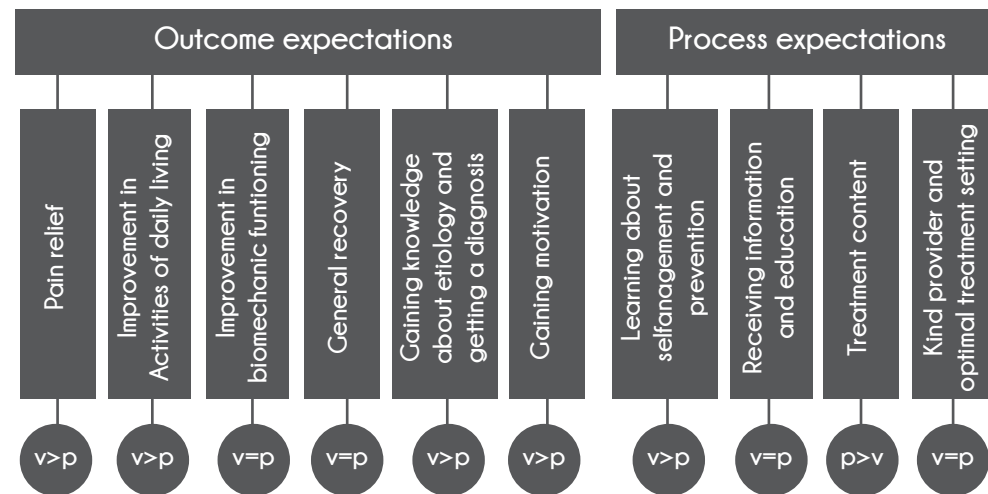 Outcome expectations
Process expectations
Pain relief
Improvement in
Activities of daily living
Improvement in
biomechanic funtioning
General recovery
Gaining knowledge
about etiology and
getting a diagnosis
Gaining motivation
Learning about
selfanagement and
prevention
Receiving information
and education
Treatment content
Kind provider and
optimal treatment setting
v>p
v>p
v=p
v=p
v>p
v>p
v>p
v=p
p>v
v=p